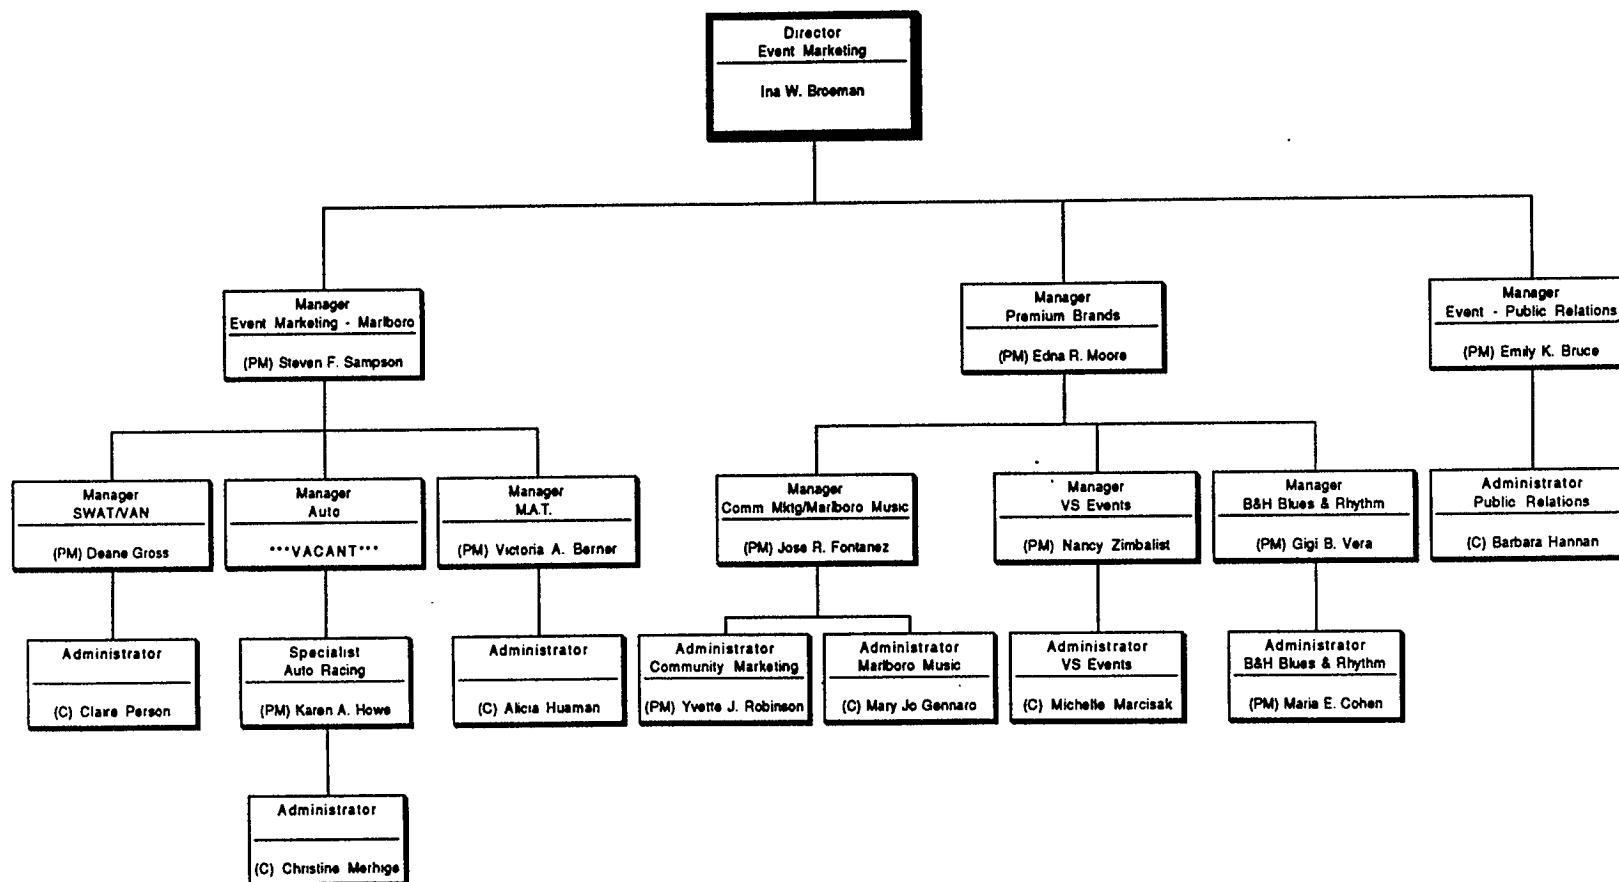 Director
Event Marketing
Ina W. Broeman
Manager
Event Marketing - Marlboro
(PM) Steven F. Sampson
Manager
Premium Brands
(PM) Edna R. Moore
Manager
Event - Public Relations
(PM) Emily K. Bruce
Manager
SWAT/VAN
(PM) Deane Gross
Manager
Auto
***VACANT***
Manager
M.A.T.
(PM) Victoria A. Berner
Manager
Comm Mktg/Marlboro Music
(PM) Jose R. Fontanez
Manager
VS Events
(PM) Nancy Zimbalist
Manager
B&H Blues & Rhythm
(PM) Gigi B. Vera
Administrator
Public Relations
(C) Barbara Hannan
Administrator
(C) Claire Person
Specialist
Auto Racing
(PM) Karen A. Howe
Administrator
(C) Alicia Huaman
Administrator
Community Marketing
(PM) Yvette J. Robinson
Administrator
Marlboro Music
(C) Mary Jo Gennaro
Administrator
VS Events
(C) Michelle Marcisak
Administrator
B&H Blues & Rhythm
(PM) Maria E. Cohen
Administrator
(C) Christine Merhige